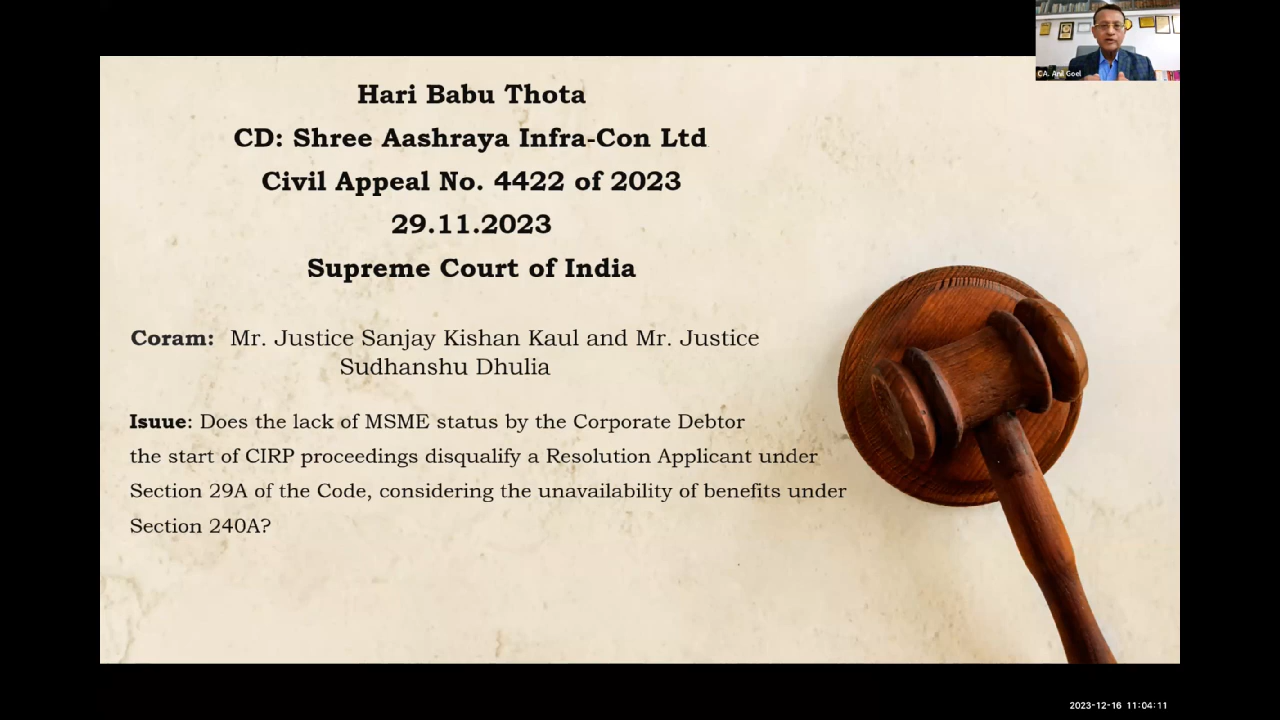 CA. Anil Goel
Hari Babu Thota
CD: Shree Aashraya Infra-Con Ltd
Civil Appeal No. 4422 of 2023
29.11.2023
Supreme Court of India
Coram: Mr. Justice Sanjay Kishan Kaul and Mr. Justice
Sudhanshu Dhulia
Isuue: Does the lack of MSME status by the Corporate Debtor
the start of CIRP proceedings disqualify a Resolution Applicant under
Section 29A of the Code, considering the unavailability of benefits under
Section 240A?
2023-12-16 11:04:11